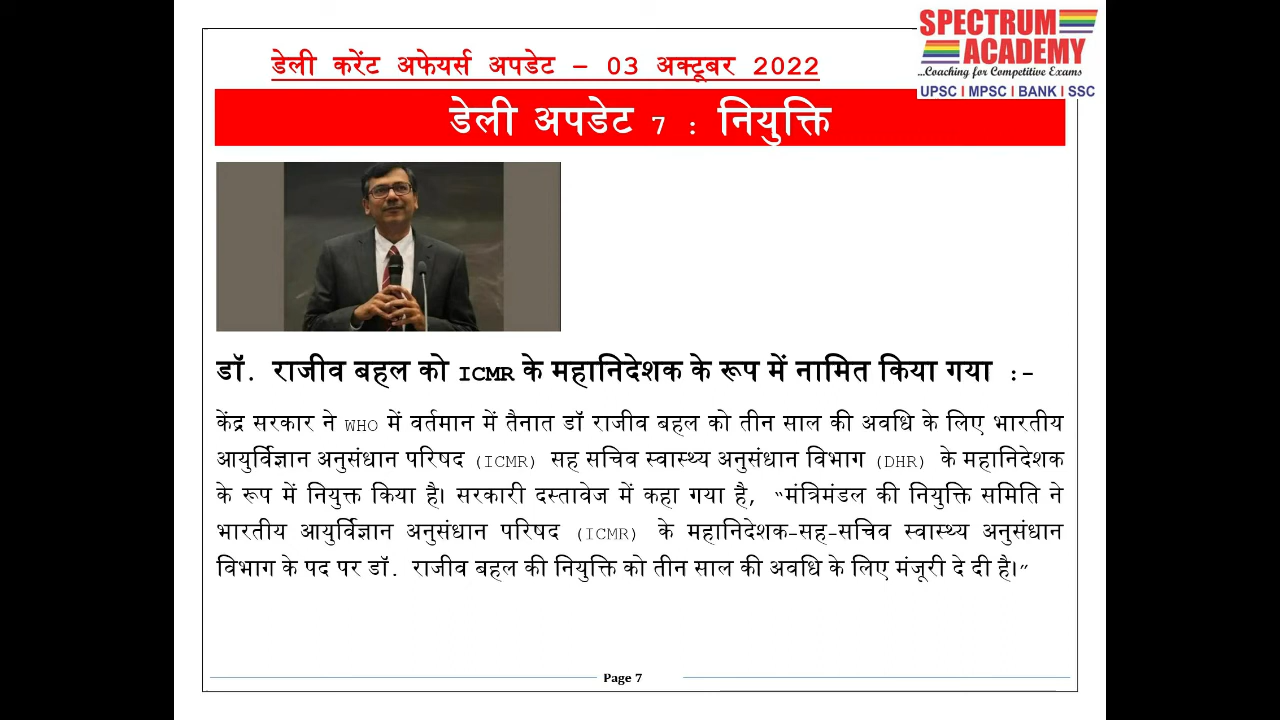 SPECTRUM
ACADEMY
...Coaching for Competitive Exams
UPSC | MPSC | BANK | SSC
डेली करेंट अफेयर्स अपडेट – 03 अक्टूबर 2022
डेली अपडेट 7 : नियुक्ति
डॉ. राजीव बहल को ICMR के महानिदेशक के रूप में नामित किया गया :-
केंद्र सरकार ने WHO में वर्तमान में तैनात डॉ राजीव बहल को तीन साल की अवधि के लिए भारतीय
आयुर्विज्ञान अनुसंधान परिषद (ICMR) सह सचिव स्वास्थ्य अनुसंधान विभाग (DHR) के महानिदेशक
के रूप में नियुक्त किया है। सरकारी दस्तावेज में कहा गया है, “मंत्रिमंडल की नियुक्ति समिति ने
भारतीय आयुर्विज्ञान अनुसंधान परिषद (ICMR) के महानिदेशक-सह-सचिव स्वास्थ्य अनुसंधान
विभाग के पद पर डॉ. राजीव बहल की नियुक्ति को तीन साल की अवधि के लिए मंजूरी दे दी है।”
Page 7